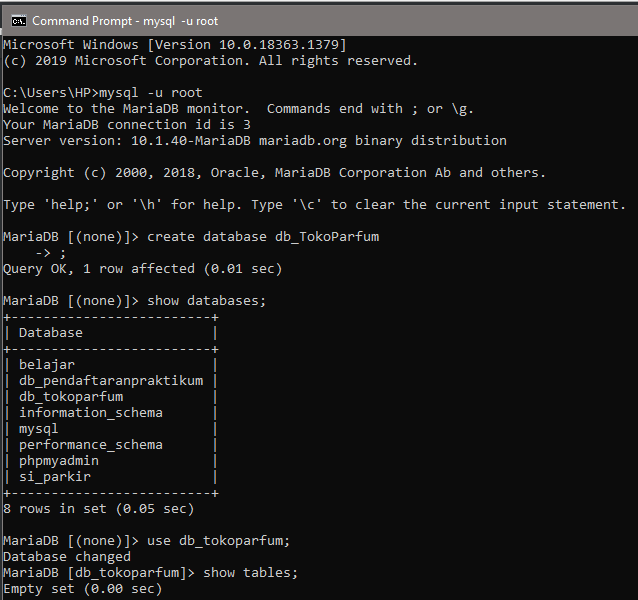 Command Prompt - mysql  -u root
Microsoft Windows [Version 10.0.18363.1379]
(c) 2019 Microsoft Corporation. All rights reserved.

C:\Users\HP>mysql -u root
Welcome to the MariaDB monitor.  Commands end with ; or \g.
Your MariaDB connection id is 3
Server version: 10.1.40-MariaDB mariadb.org binary distribution

Copyright (c) 2000, 2018, Oracle, MariaDB Corporation Ab and others.

Type 'help;' or '\h' for help. Type '\c' to clear the current input statement.

MariaDB [(none)]> create database db_TokoParfum
    -> ;
Query OK, 1 row affected (0.01 sec)

MariaDB [(none)]> show databases;
+-------------------------+
| Database                |
+-------------------------+
| belajar                 |
| db_pendaftaranpraktikum |
| db_tokoparfum           |
| information_schema      |
| mysql                   |
| performance_schema      |
| phpmyadmin              |
| si_parkir               |
+-------------------------+
8 rows in set (0.05 sec)

MariaDB [(none)]> use db_tokoparfum;
Database changed
MariaDB [db_tokoparfum]> show tables;
Empty set (0.00 sec)